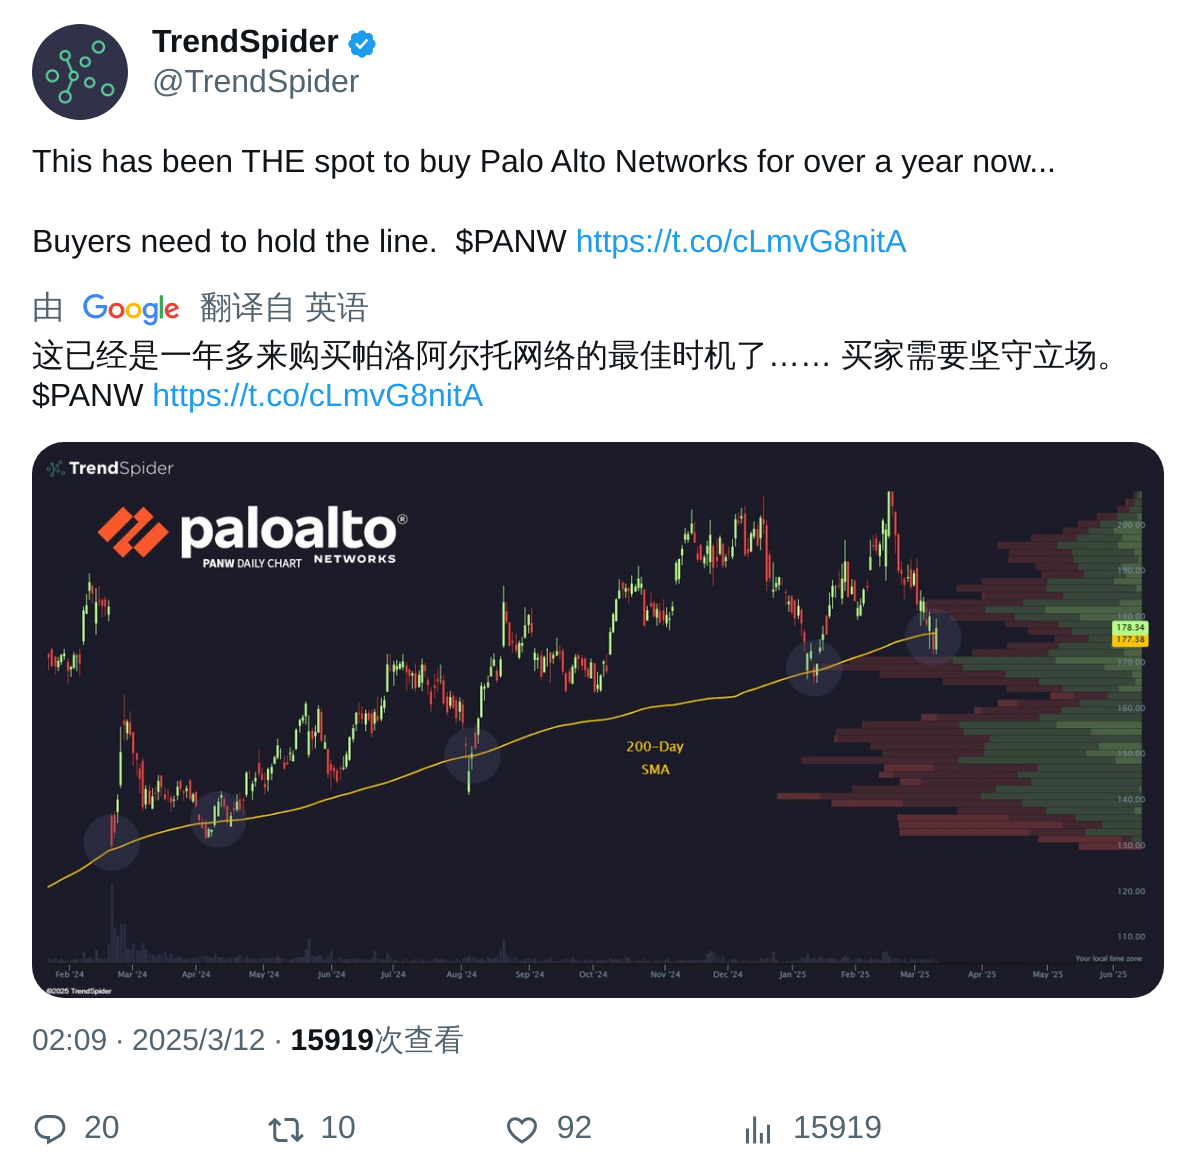 TrendSpider
@TrendSpider
This has been THE spot to buy Palo Alto Networks for over a year now...
Buyers need to hold the line.  $PANW https://t.co/cLmvG8nitA
由 Google 翻译自 英语
这已经是一年多来购买帕洛阿尔托网络的最佳时机了…… 买家需要坚守立场。
$PANW https://t.co/cLmvG8nitA
TrendSpider
paloalto®
NETWORKS
PANW DAILY CHART
200.00
190.00
180.00
178.34
177.38
170.00
160.00
150.00
140.00
130.00
120.00
110.00
200-Day
SMA
Your local time zone
Feb '24 Mar '24 Apr '24 May '24 Jun '24 Jul '24 Aug '24 Sep '24 Oct '24 Nov '24 Dec '24 Jan '25 Feb '25 Mar '25 Apr '25 May '25 Jun '25
©2025 TrendSpider
02:09 · 2025/3/12 · 15919次查看
20 10 92 15919